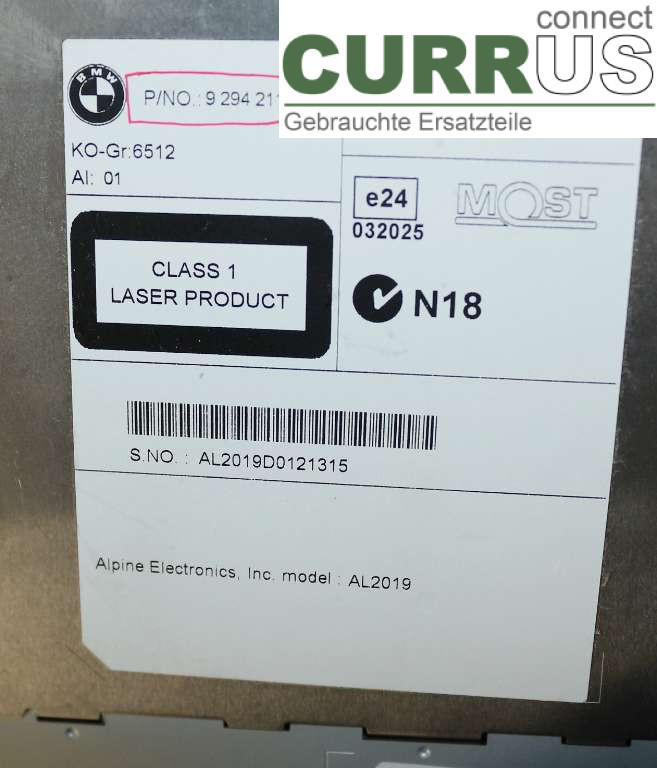 connect
CURRUS
Gebrauchte Ersatzteile
BMW
P/NO.: 9 294 211
KO-Gr:6512
AI: 01
e24
032025
MOST
CLASS 1
LASER PRODUCT
N18
S.NO. : AL2019D0121315
Alpine Electronics, Inc. model : AL2019